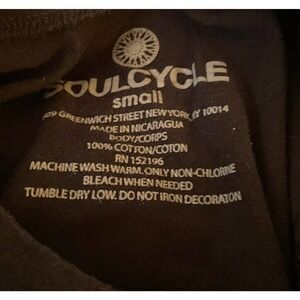 SOULCYCLE
small
609 GREENWICH STREET NEW YORK, NY 10014
MADE IN NICARAGUA
BODY/CORPS
100% COTTON/COTON
RN 152196
MACHINE WASH WARM. ONLY NON-CHLORINE
BLEACH WHEN NEEDED
TUMBLE DRY LOW. DO NOT IRON DECORATON